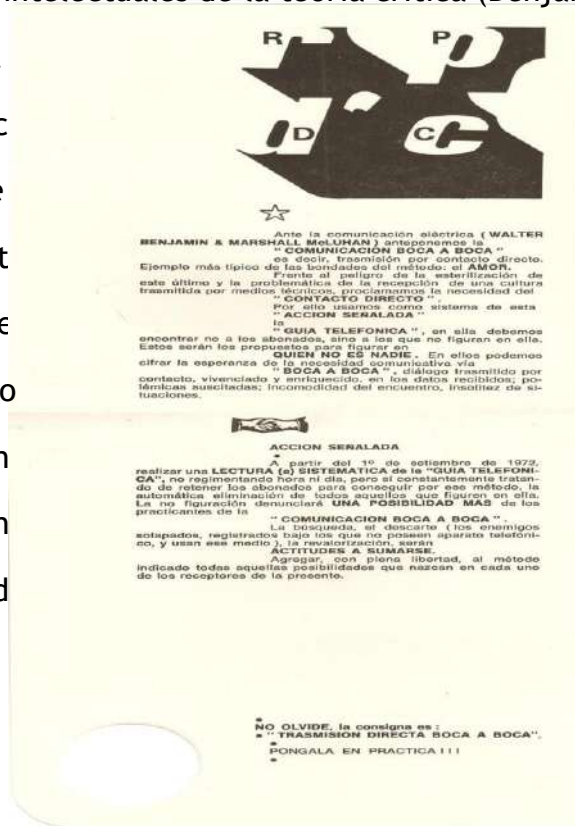 intelectuales de la teoría crítica (Benja
R P
D C C
Ante la comunicación eléctrica ( WALTER
BENJAMIN & MARSHALL McLUHAN ) anteponemos la
" COMUNICACIÓN BOCA A BOCA "
es decir, trasmisión por contacto directo.
Ejemplo más típico de las bondades del método: el AMOR.
Frente al peligro de la esterilización de
este último y la problemática de la recepción de una cultura
trasmitida por medios técnicos, proclamamos la necesidad del
" CONTACTO DIRECTO ".
Por ello usamos como sistema de esta
" ACCION SEÑALADA "
la
" GUIA TELEFONICA ", en ella debemos
encontrar no a los abonados, sino a los que no figuran en ella.
Estos serán los propuestos para figurar en
QUIEN NO ES NADIE. En ellos podemos
cifrar la esperanza de la necesidad comunicativa vía
" BOCA A BOCA ", diálogo trasmitido por
contacto, vivenciado y enriquecido, en los datos recibidos; po-
lémicas suscitadas; incomodidad del encuentro, insolitez de si-
tuaciones.
ACCION SEÑALADA
A partir del 1º de setiembre de 1972,
realizar una LECTURA (a) SISTEMATICA de la "GUIA TELEFONI-
CA", no regimentando hora ni día, pero si constantemente tratan-
do de retener los abonados para conseguir por ese método, la
automática eliminación de todos aquellos que figuren en ella.
La no figuración denunciará UNA POSIBILIDAD MAS de los
practicantes de la
" COMUNICACION BOCA A BOCA ".
La búsqueda, el descarte ( los enemigos
solapados, registrados bajo los que no poseen aparato telefóni-
co, y usan ese medio ), la revalorización, serán
ACTITUDES A SUMARSE.
Agregar, con plena libertad, al método
indicado todas aquellas posibilidades que nazcan en cada uno
de los receptores de la presente.
NO OLVIDE, la consigna es :
" TRASMISION DIRECTA BOCA A BOCA".
PONGALA EN PRACTICA ! ! !